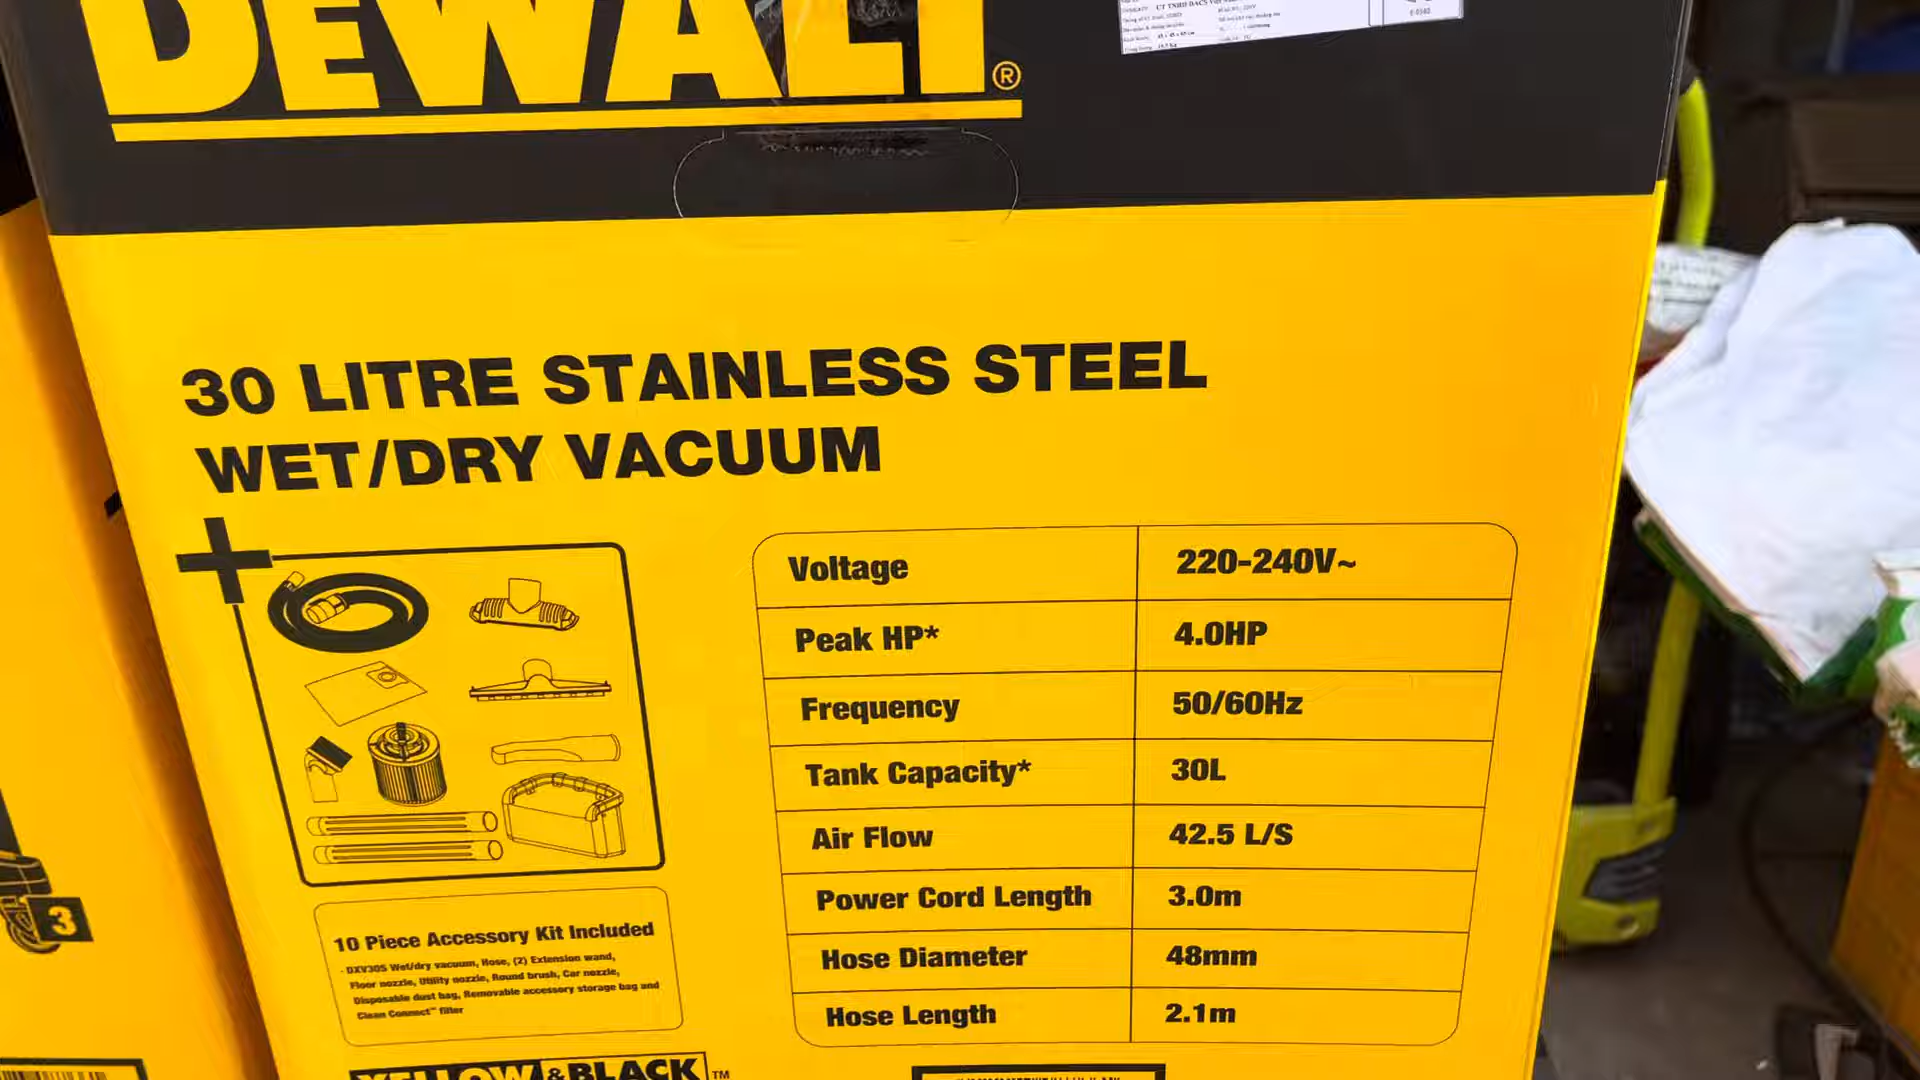 DEWALT®
30 LITRE STAINLESS STEEL
WET/DRY VACUUM
Voltage 220-240V~
Peak HP* 4.0HP
Frequency 50/60Hz
Tank Capacity* 30L
Air Flow 42.5 L/S
Power Cord Length 3.0m
Hose Diameter 48mm
Hose Length 2.1m
10 Piece Accessory Kit Included
- DXV30S Wet/dry vacuum, Hose, (2) Extension wand,
Floor nozzle, Utility nozzle, Round brush, Car nozzle,
Disposable dust bag, Removable accessory storage bag and
Clean Connect™ filter
3
YELLOW&BLACK™